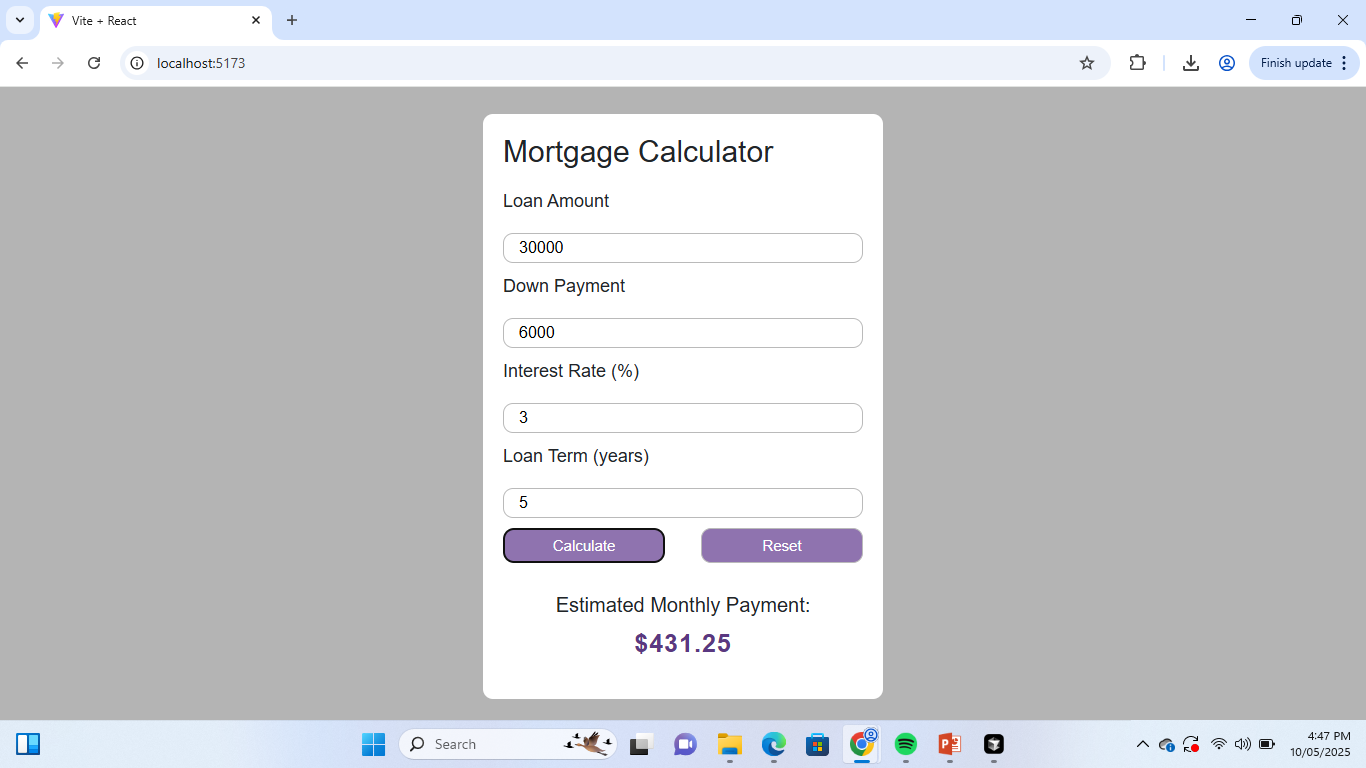 Vite + React
localhost:5173
Finish update
Mortgage Calculator
Loan Amount
30000
Down Payment
6000
Interest Rate (%)
3
Loan Term (years)
5
Calculate Reset
Estimated Monthly Payment:
$431.25
Search
4:47 PM
10/05/2025